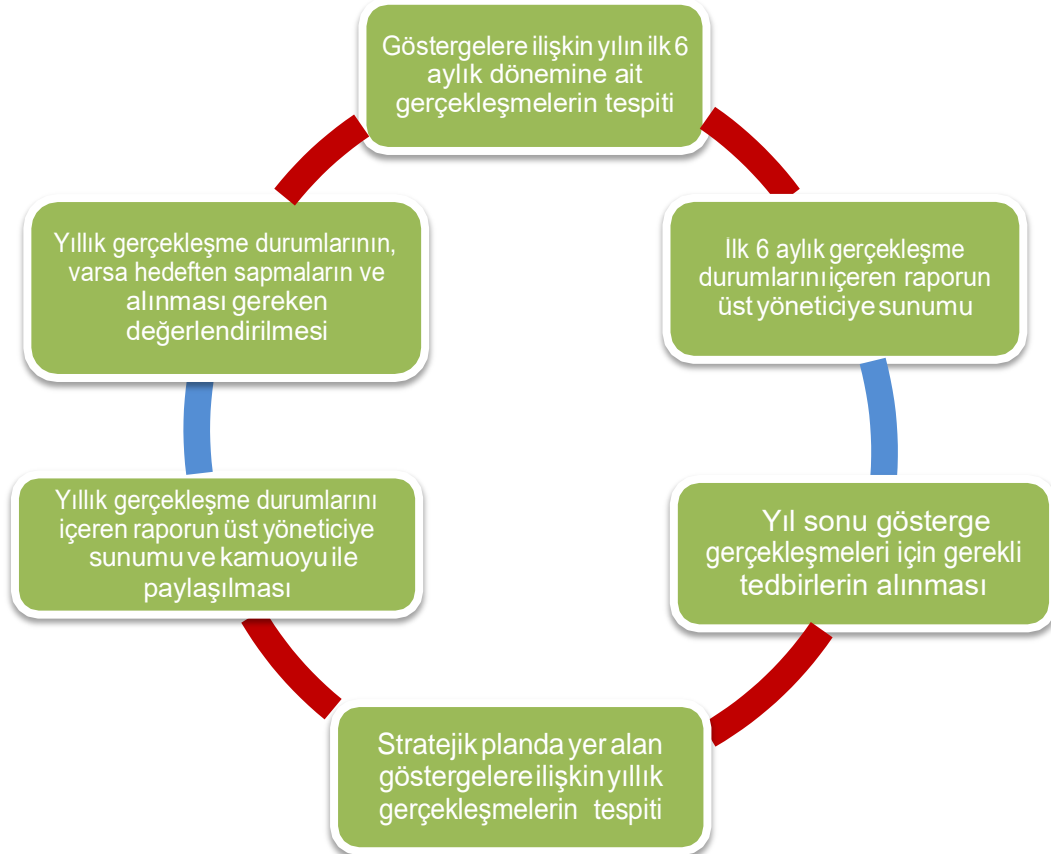 Göstergelere ilişkin yılın ilk 6
aylık dönemine ait
gerçekleşmelerin tespiti
İlk 6 aylık gerçekleşme
durumlarını içeren raporun
üst yöneticiye sunumu
Yıl sonu gösterge
gerçekleşmeleri için gerekli
tedbirlerin alınması
Stratejik planda yer alan
göstergelere ilişkin yıllık
gerçekleşmelerin tespiti
Yıllık gerçekleşme durumlarını
içeren raporun üst yöneticiye
sunumu ve kamuoyu ile
paylaşılması
Yıllık gerçekleşme durumlarının,
varsa hedeften sapmaların ve
alınması gereken
değerlendirilmesi